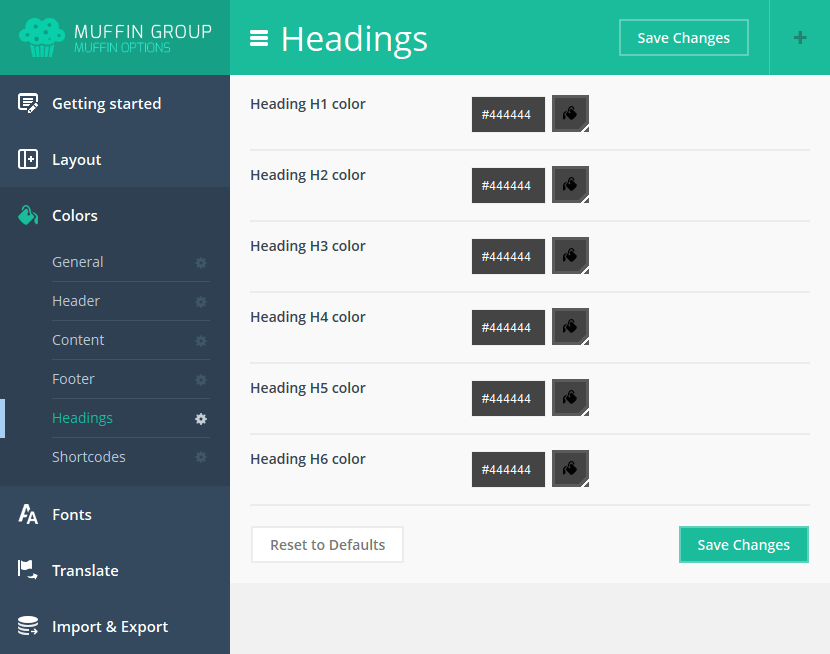 MUFFIN GROUP
MUFFIN OPTIONS
Getting started
Layout
Colors
General
Header
Content
Footer
Headings
Shortcodes
Fonts
Translate
Import & Export
Headings
Save Changes
+
Heading H1 color
#444444
Heading H2 color
#444444
Heading H3 color
#444444
Heading H4 color
#444444
Heading H5 color
#444444
Heading H6 color
#444444
Reset to Defaults
Save Changes